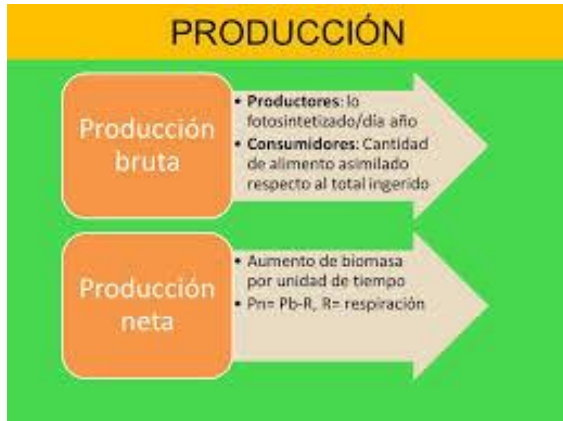 PRODUCCIÓN
Producción
bruta
• Productores: lo
fotosintetizado/día año
• Consumidores: Cantidad
de alimento asimilado
respecto al total ingerido
Producción
neta
• Aumento de biomasa
por unidad de tiempo
• Pn= Pb-R, R= respiración